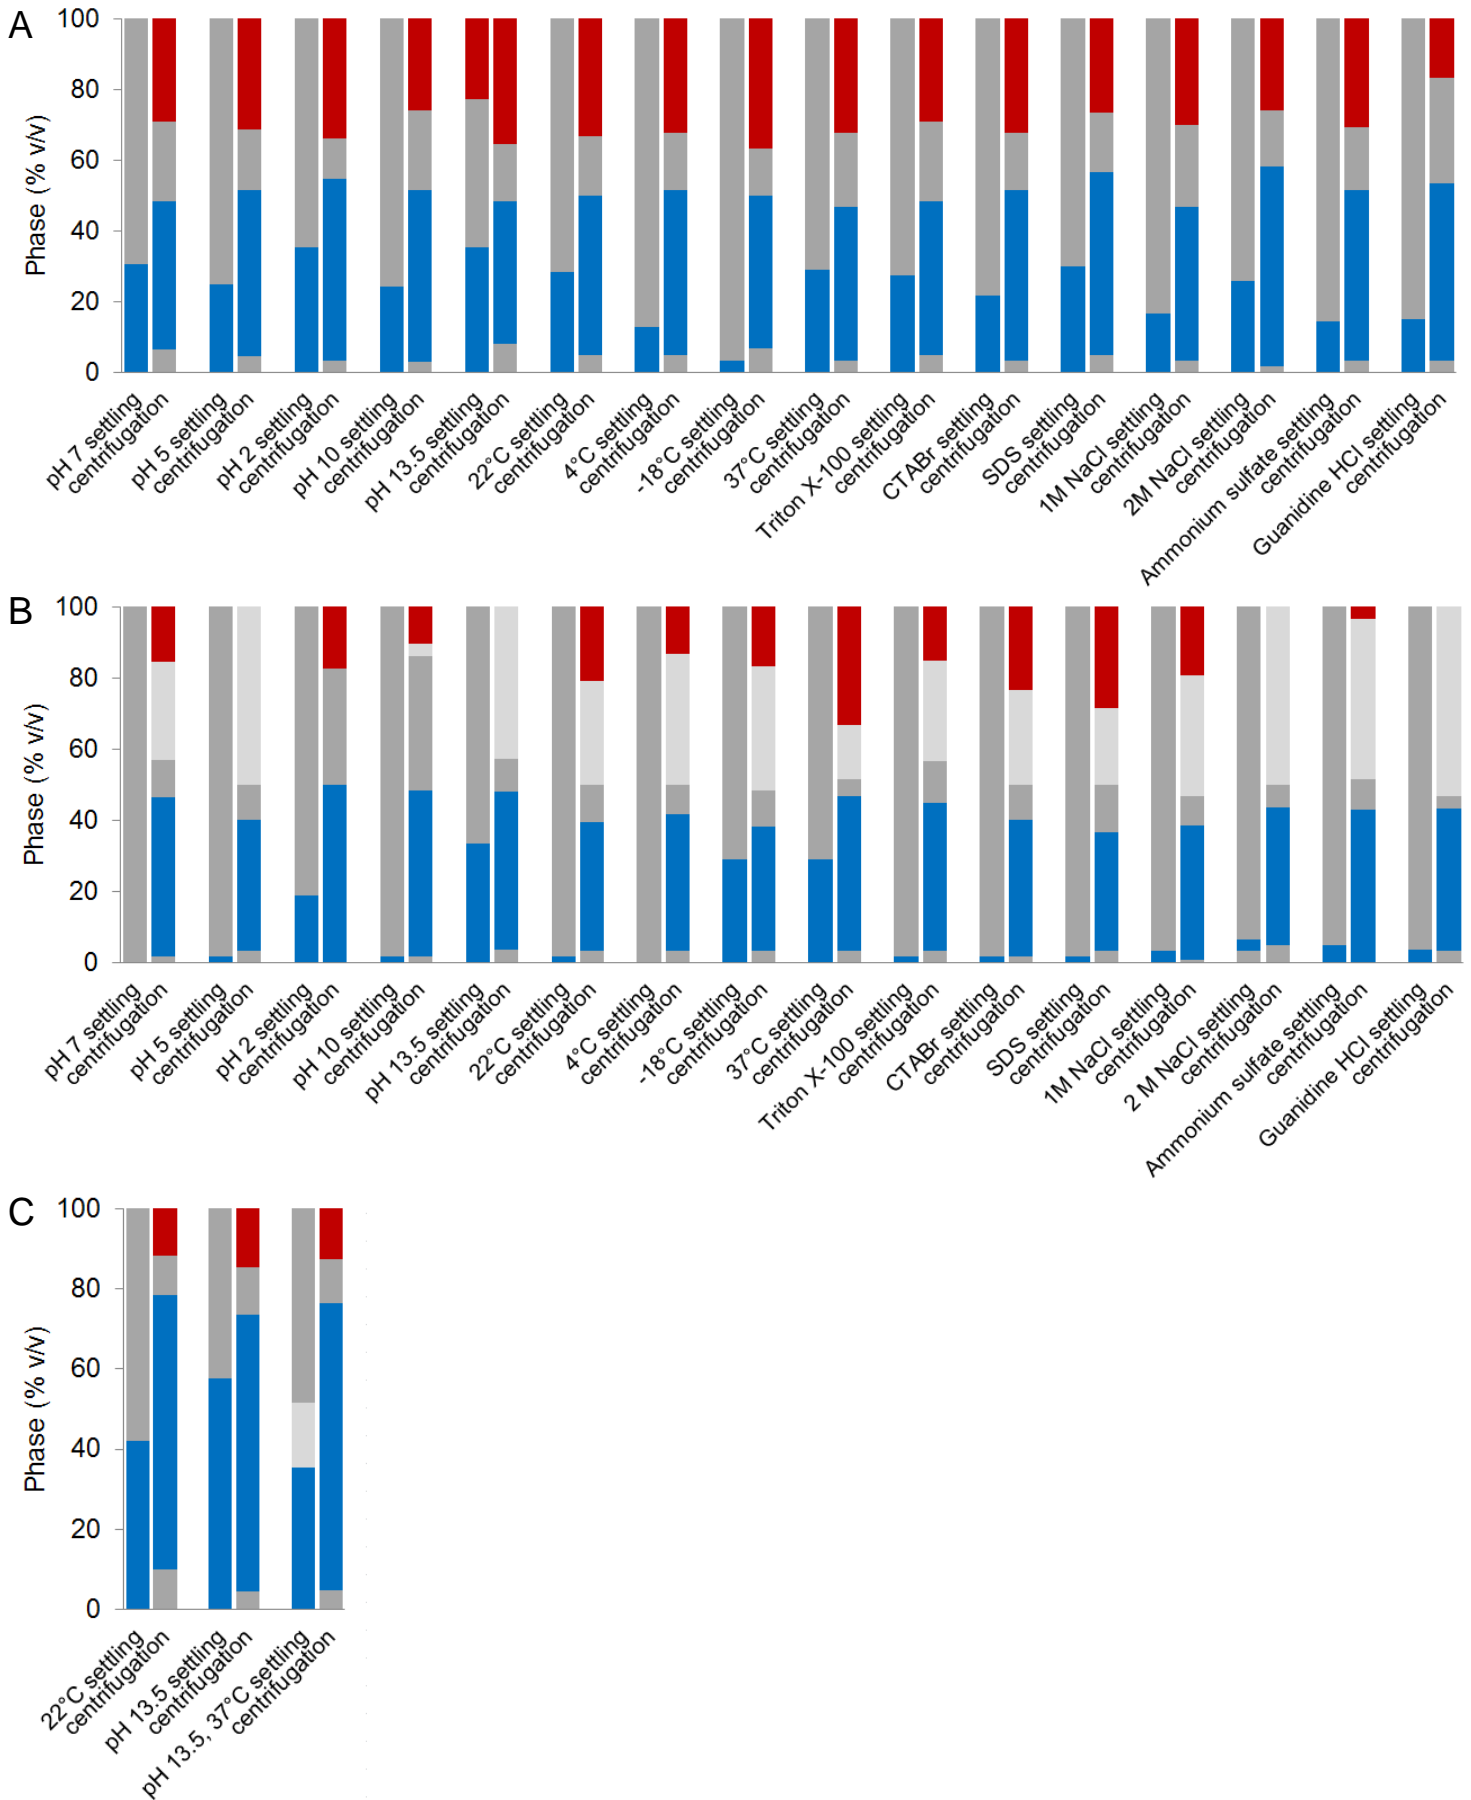 A
Phase (% v/v)
100
80
60
40
20
0
pH 7 settling
centrifugation
pH 5 settling
centrifugation
pH 2 settling
centrifugation
pH 10 settling
centrifugation
pH 13.5 settling
centrifugation
22°C settling
centrifugation
4°C settling
centrifugation
-18°C settling
centrifugation
37°C settling
centrifugation
Triton X-100 settling
centrifugation
CTABr settling
centrifugation
SDS settling
centrifugation
1M NaCl settling
centrifugation
2M NaCl settling
centrifugation
Ammonium sulfate settling
centrifugation
Guanidine HCl settling
centrifugation
B
Phase (% v/v)
100
80
60
40
20
0
pH 7 settling
centrifugation
pH 5 settling
centrifugation
pH 2 settling
centrifugation
pH 10 settling
centrifugation
pH 13.5 settling
centrifugation
22°C settling
centrifugation
4°C settling
centrifugation
-18°C settling
centrifugation
37°C settling
centrifugation
Triton X-100 settling
centrifugation
CTABr settling
centrifugation
SDS settling
centrifugation
1M NaCl settling
centrifugation
2 M NaCl settling
centrifugation
Ammonium sulfate settling
centrifugation
Guanidine HCl settling
centrifugation
C
Phase (% v/v)
100
80
60
40
20
0
22°C settling
centrifugation
pH 13.5 settling
centrifugation
pH 13.5, 37°C settling
centrifugation